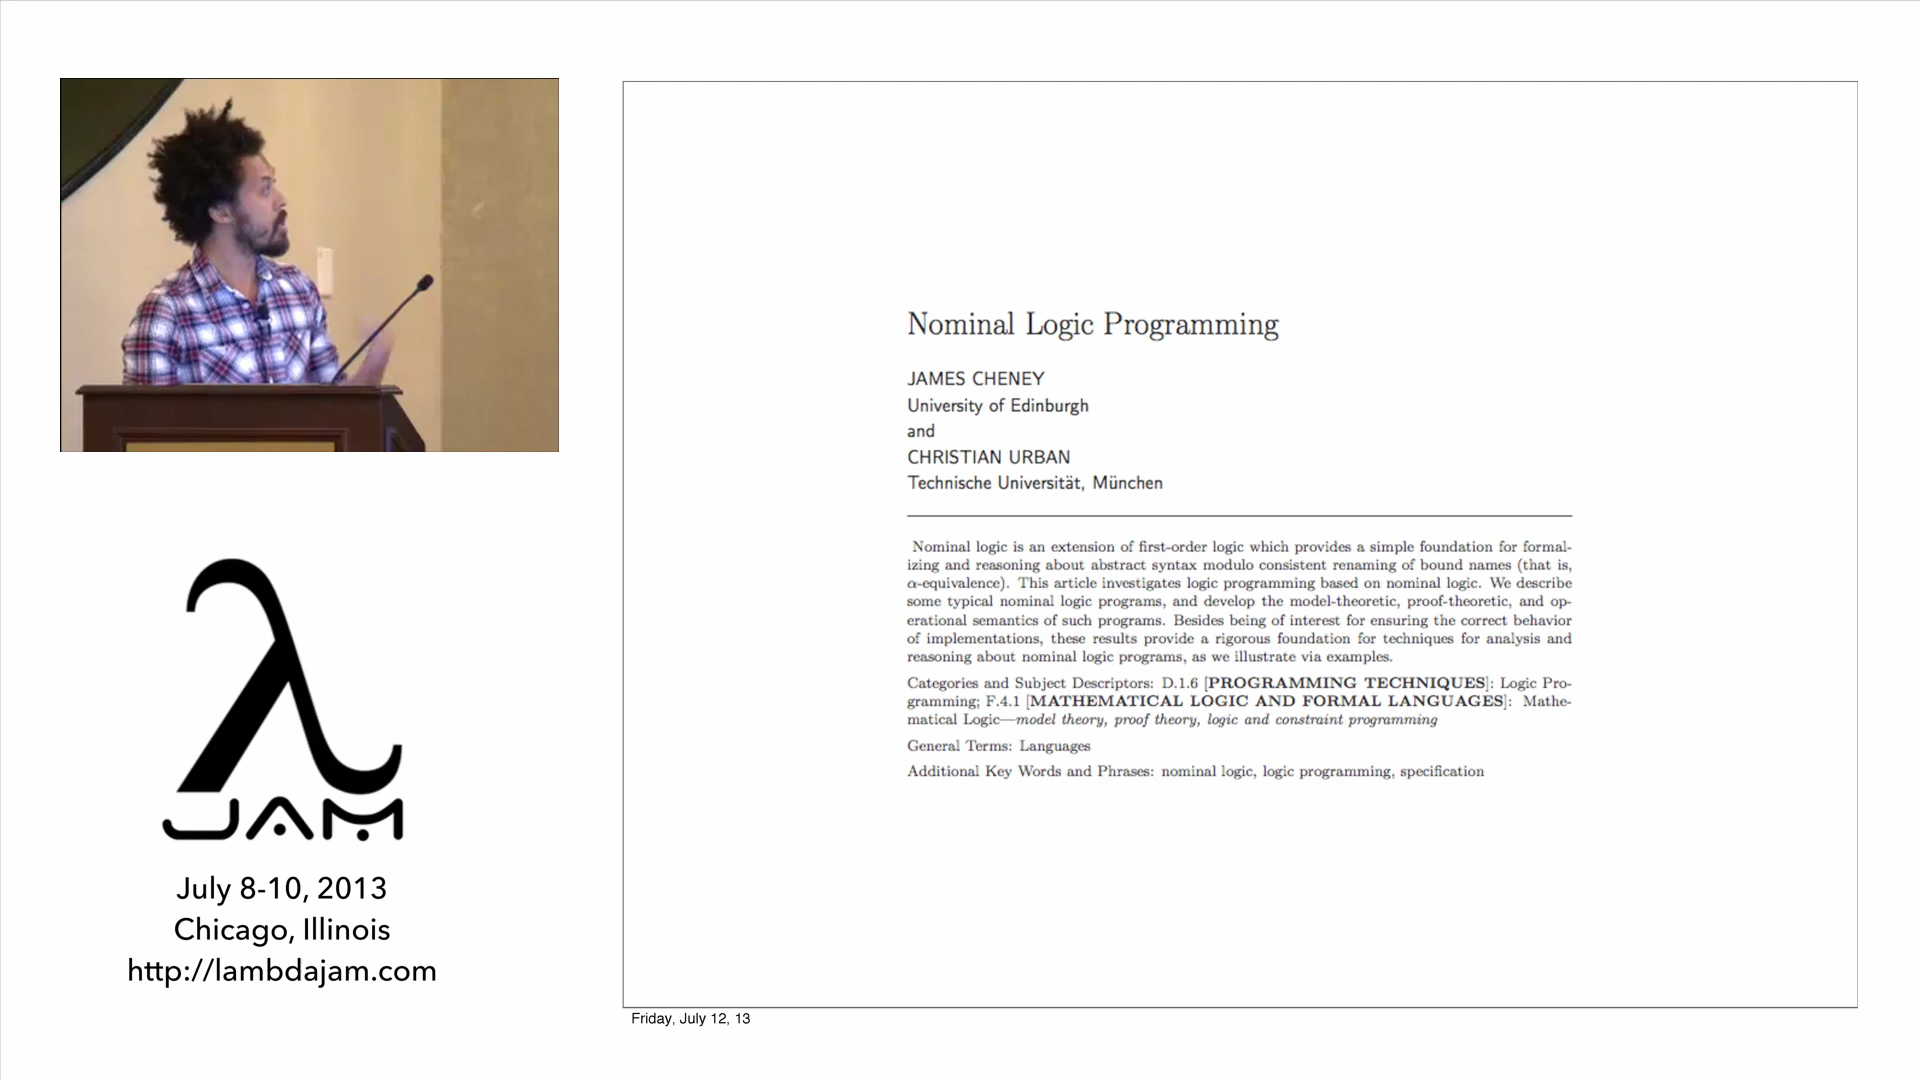 Nominal Logic Programming
JAMES CHENEY
University of Edinburgh
and
CHRISTIAN URBAN
Technische Universität, München
Nominal logic is an extension of first-order logic which provides a simple foundation for formal-
izing and reasoning about abstract syntax modulo consistent renaming of bound names (that is,
α-equivalence). This article investigates logic programming based on nominal logic. We describe
some typical nominal logic programs, and develop the model-theoretic, proof-theoretic, and op-
erational semantics of such programs. Besides being of interest for ensuring the correct behavior
of implementations, these results provide a rigorous foundation for techniques for analysis and
reasoning about nominal logic programs, as we illustrate via examples.
Categories and Subject Descriptors: D.1.6 [PROGRAMMING TECHNIQUES]: Logic Pro-
gramming; F.4.1 [MATHEMATICAL LOGIC AND FORMAL LANGUAGES]: Mathe-
matical Logic—model theory, proof theory, logic and constraint programming
General Terms: Languages
Additional Key Words and Phrases: nominal logic, logic programming, specification
Friday, July 12, 13
λ
JAM
July 8-10, 2013
Chicago, Illinois
http://lambdajam.com